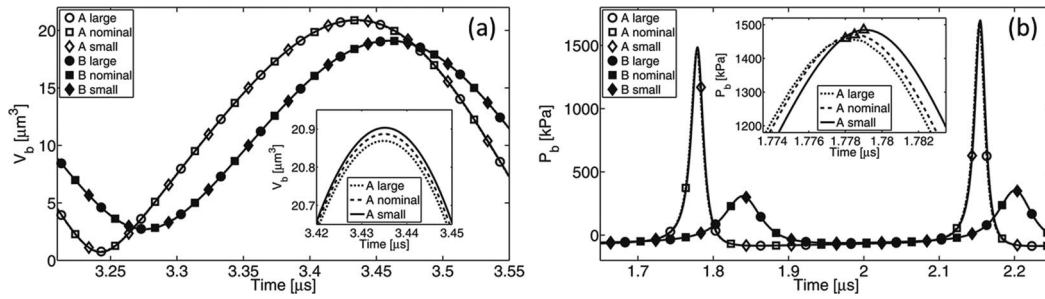 (a)
A large
A nominal
A small
B large
B nominal
B small
V_b [μm³]
20
15
10
5
0
3.25
3.3
3.35
3.4
3.45
3.5
3.55
Time [μs]
V_b [μm³]
20.9
20.8
20.7
A large
A nominal
A small
3.42
3.43
3.44
3.45
Time [μs]
(b)
A large
A nominal
A small
B large
B nominal
B small
P_b [kPa]
1500
1000
500
0
1.7
1.8
1.9
2
2.1
2.2
Time [μs]
P_b [kPa]
1500
1400
1300
1200
A large
A nominal
A small
1.774
1.778
1.782
Time [μs]